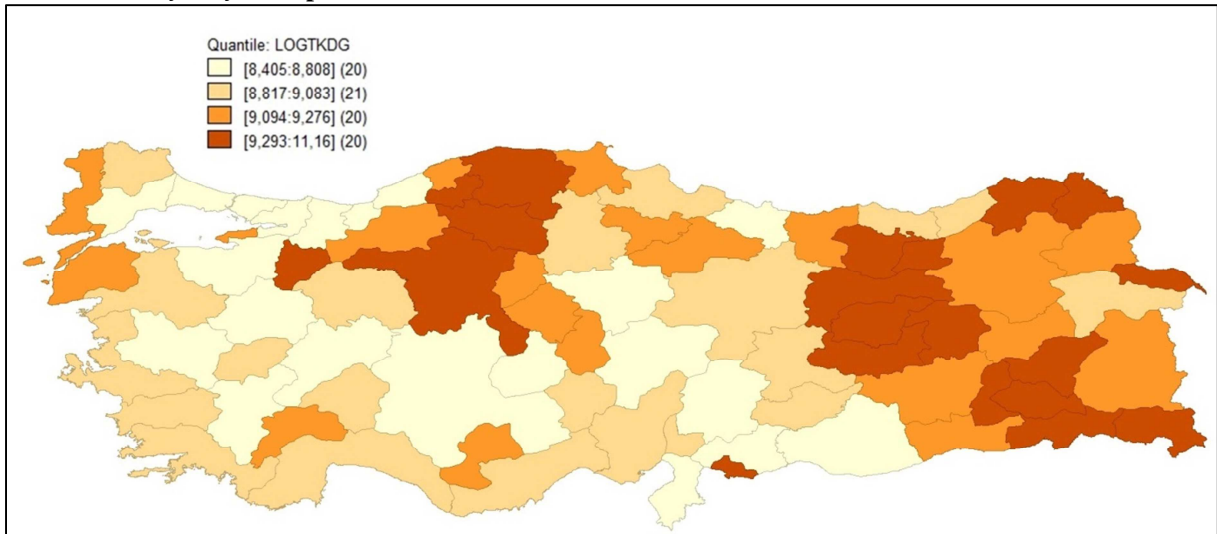 Quantile: LOGTKDG
[8,405:8,808] (20)
[8,817:9,083] (21)
[9,094:9,276] (20)
[9,293:11,16] (20)